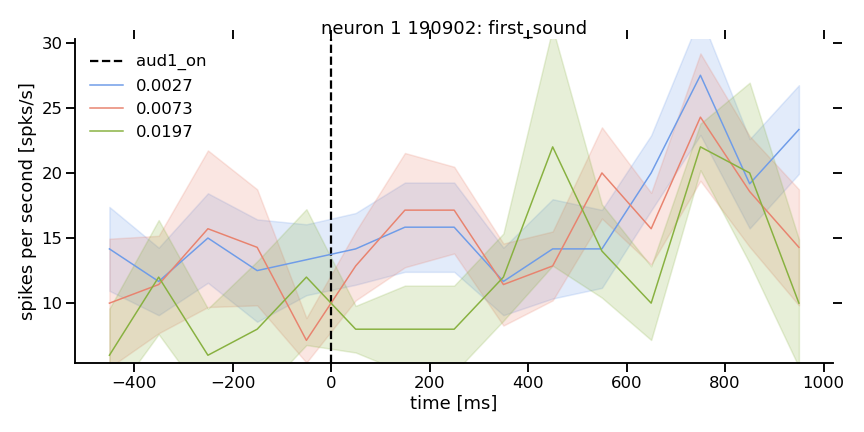 neuron 1 190902: first_sound
aud1_on
0.0027
0.0073
0.0197
spikes per second [spks/s]
30
25
20
15
10
−400 −200 0 200 400 600 800 1000
time [ms]